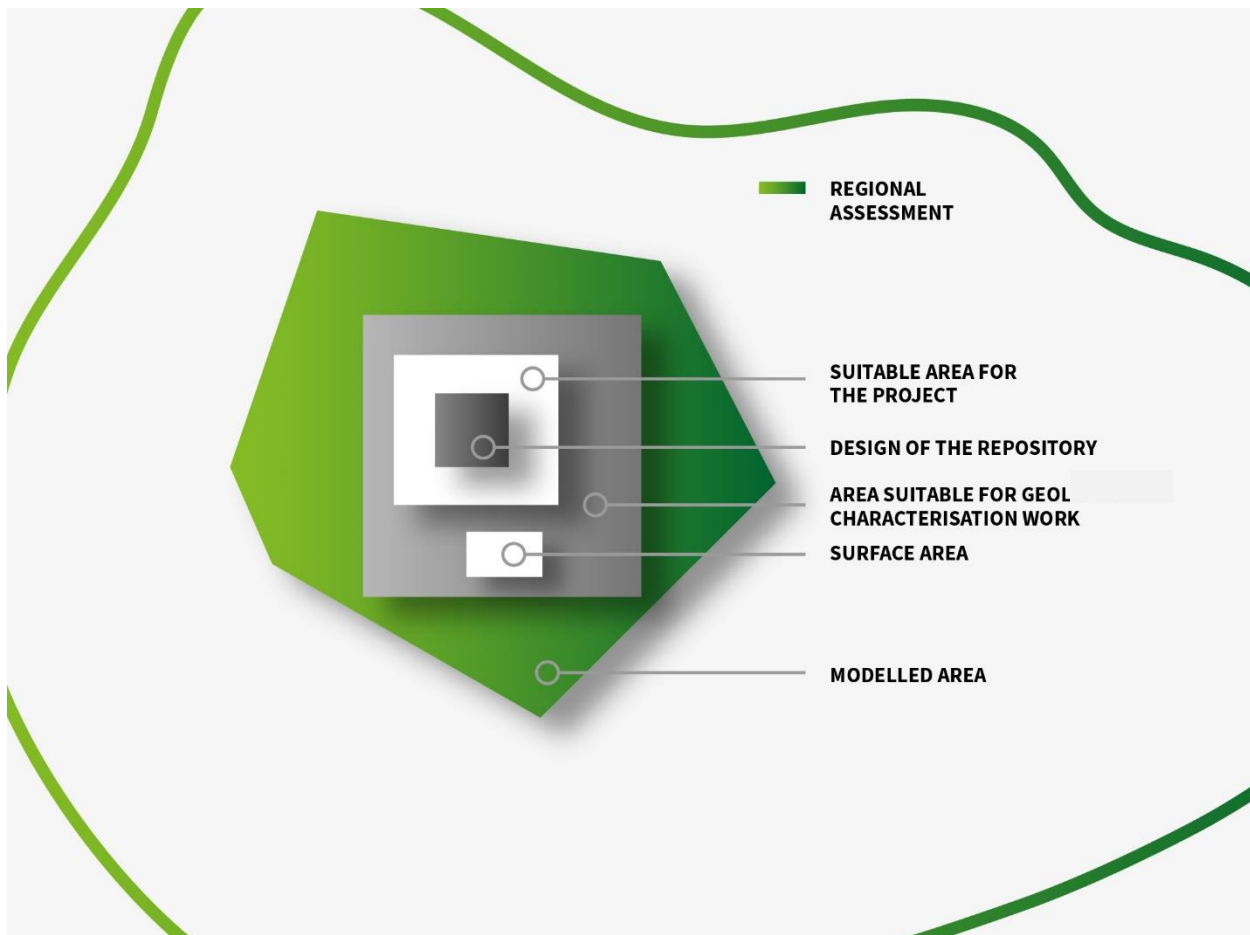 REGIONAL
ASSESSMENT
SUITABLE AREA FOR
THE PROJECT
DESIGN OF THE REPOSITORY
AREA SUITABLE FOR GEOL
CHARACTERISATION WORK
SURFACE AREA
MODELLED AREA